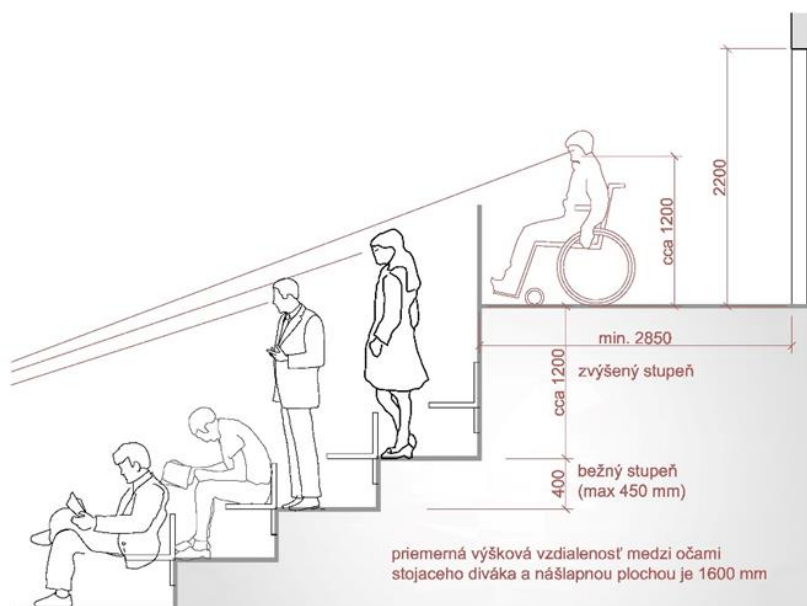 2200
cca 1200
min. 2850
cca 1200
zvýšený stupeň
400
bežný stupeň
(max 450 mm)
priemerná výšková vzdialenosť medzi očami
stojaceho diváka a nášlapnou plochou je 1600 mm